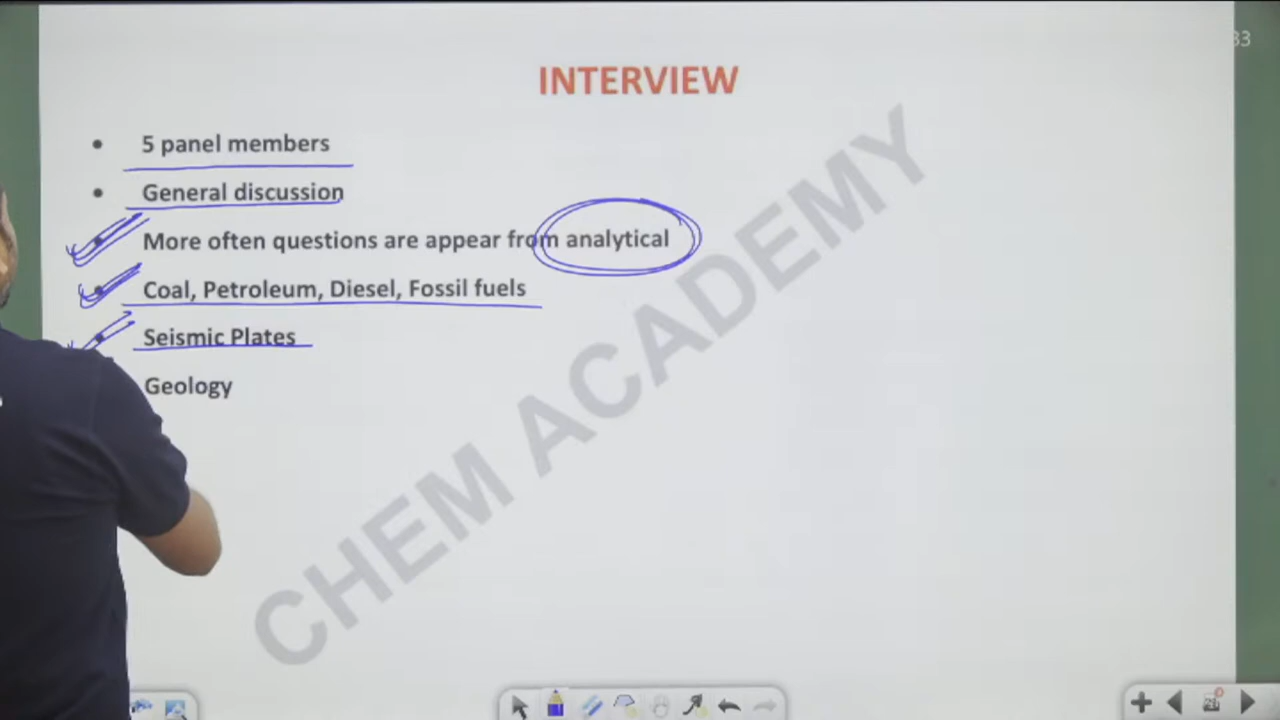 INTERVIEW
• 5 panel members
• General discussion
• More often questions are appear from analytical
• Coal, Petroleum, Diesel, Fossil fuels
• Seismic Plates
Geology
CHEM ACADEMY